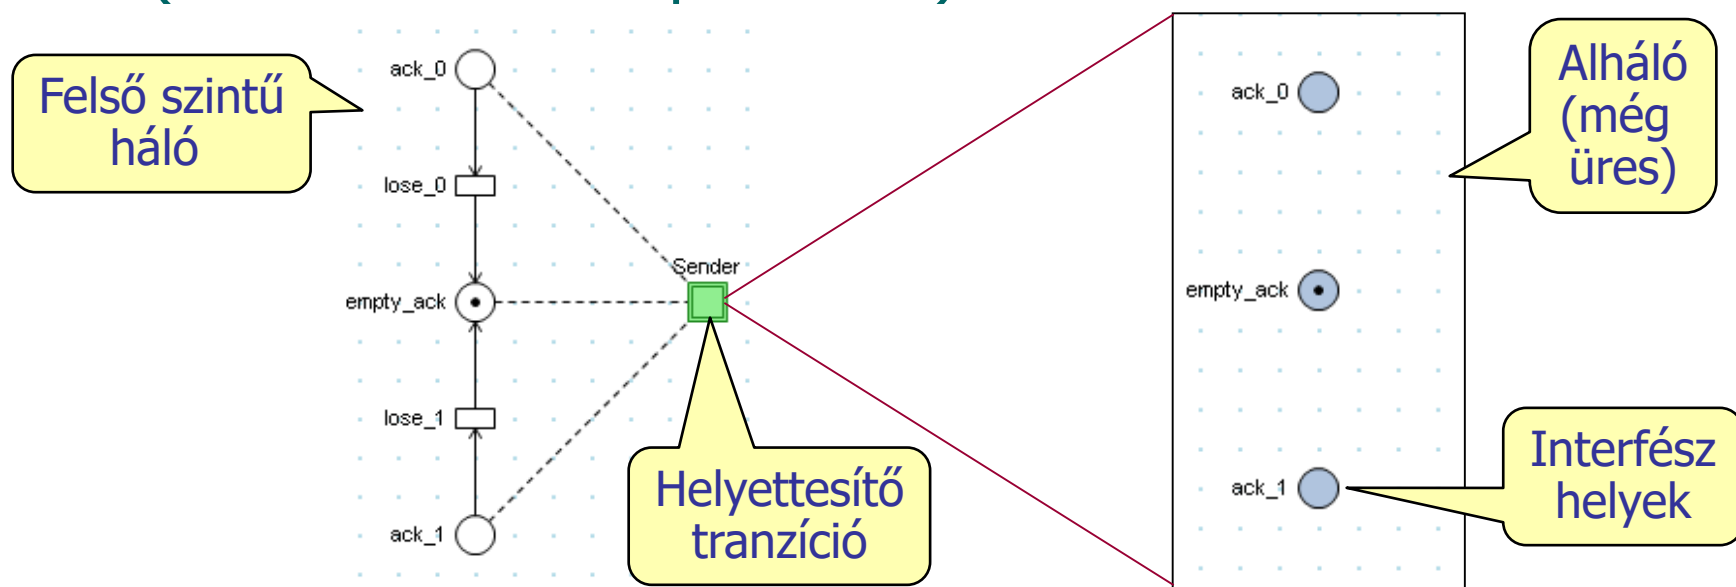 Felső szintű
háló
ack_0
lose_0
empty_ack
lose_1
ack_1
Sender
Helyettesítő
tranzíció
ack_0
empty_ack
ack_1
Alháló
(még
üres)
Interfész
helyek